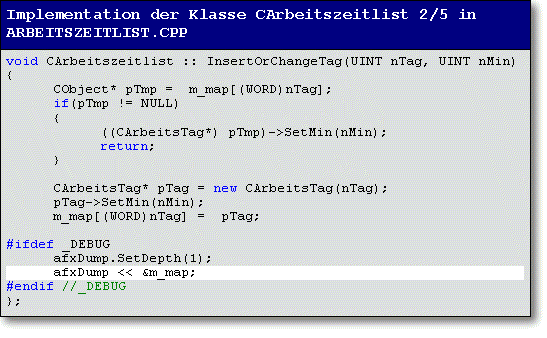 Implementation der Klasse CArbeitszeitlist 2/5 in
ARBEITSZEITLIST.CPP
void CArbeitszeitlist :: InsertOrChangeTag(UINT nTag, UINT nMin)
{
CObject* pTmp =  m_map[(WORD)nTag];
if(pTmp != NULL)
{
((CArbeitsTag*) pTmp)->SetMin(nMin);
return;
}
CArbeitsTag* pTag = new CArbeitsTag(nTag);
pTag->SetMin(nMin);
m_map[(WORD)nTag] =  pTag;
#ifdef _DEBUG
afxDump.SetDepth(1);
afxDump << &m_map;
#endif //_DEBUG
};